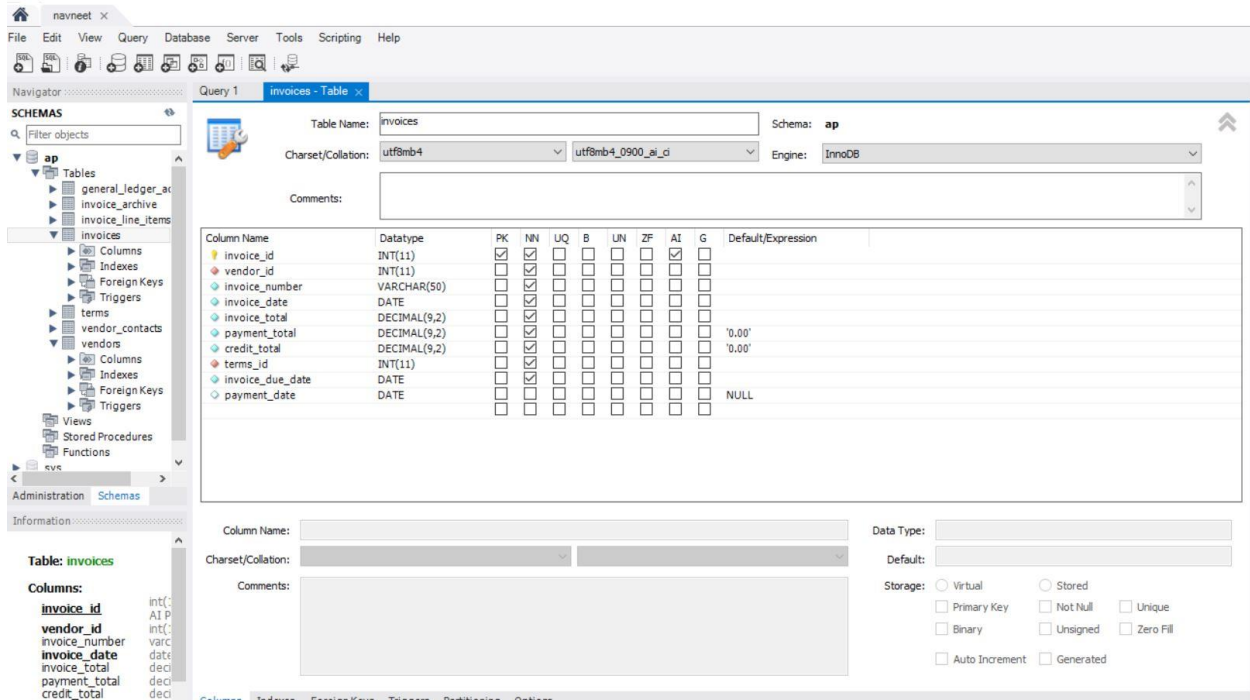 navneet ×
File Edit View Query Database Server Tools Scripting Help
Navigator
SCHEMAS
Filter objects
ap
Tables
general_ledger_ac
invoice_archive
invoice_line_items
invoices
Columns
Indexes
Foreign Keys
Triggers
terms
vendor_contacts
vendors
Columns
Indexes
Foreign Keys
Triggers
Views
Stored Procedures
Functions
sys
Administration Schemas
Information
Table: invoices
Columns:
invoice_id int(
AI P
vendor_id int(
invoice_number varc
invoice_date date
invoice_total deci
payment_total deci
credit_total deci
Query 1 invoices - Table ×
Table Name: invoices Schema: ap
Charset/Collation: utf8mb4 utf8mb4_0900_ai_ci Engine: InnoDB
Comments:
Column Name Datatype PK NN UQ B UN ZF AI G Default/Expression
invoice_id INT(11)
vendor_id INT(11)
invoice_number VARCHAR(50)
invoice_date DATE
invoice_total DECIMAL(9,2)
payment_total DECIMAL(9,2) '0.00'
credit_total DECIMAL(9,2) '0.00'
terms_id INT(11)
invoice_due_date DATE
payment_date DATE NULL
Column Name: Data Type:
Charset/Collation: Default:
Comments: Storage: Virtual Stored
Primary Key Not Null Unique
Binary Unsigned Zero Fill
Auto Increment Generated
Columns Indexes Foreign Keys Triggers Partitioning Options